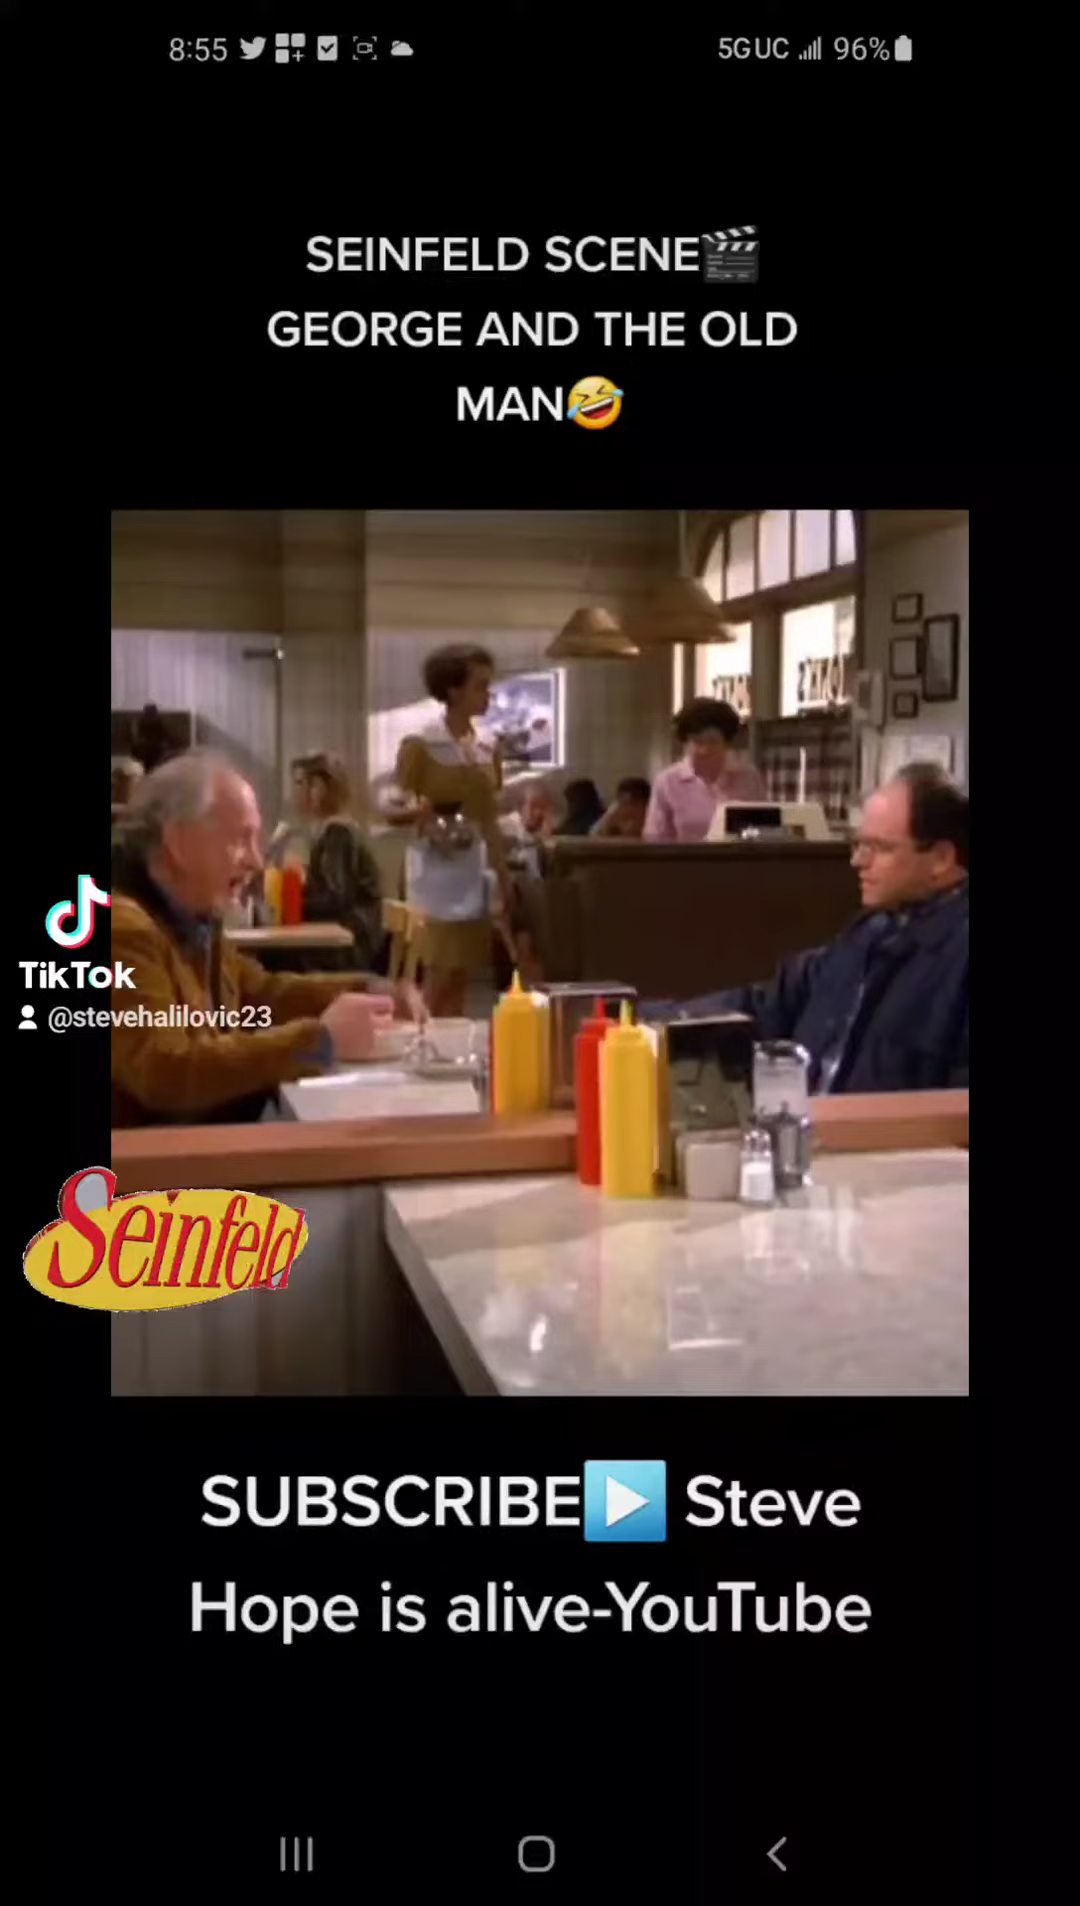 8:55
5G UC 96%
SEINFELD SCENE🎬
GEORGE AND THE OLD
MAN🤣
TikTok
@stevehalilovic23
Seinfeld
SUBSCRIBE▶️ Steve
Hope is alive-YouTube